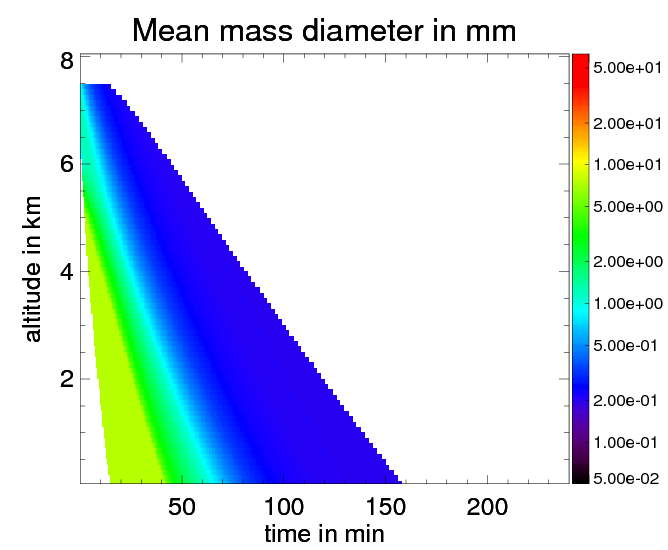 Mean mass diameter in mm
8
6
4
2
altitude in km
50
100
150
200
time in min
5.00e+01
2.00e+01
1.00e+01
5.00e+00
2.00e+00
1.00e+00
5.00e-01
2.00e-01
1.00e-01
5.00e-02